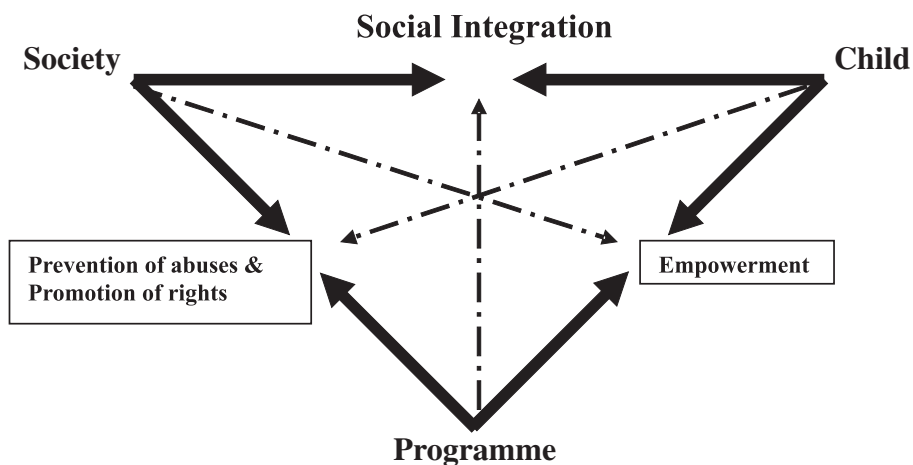 Social Integration
Society
Child
Prevention of abuses &
Promotion of rights
Empowerment
Programme